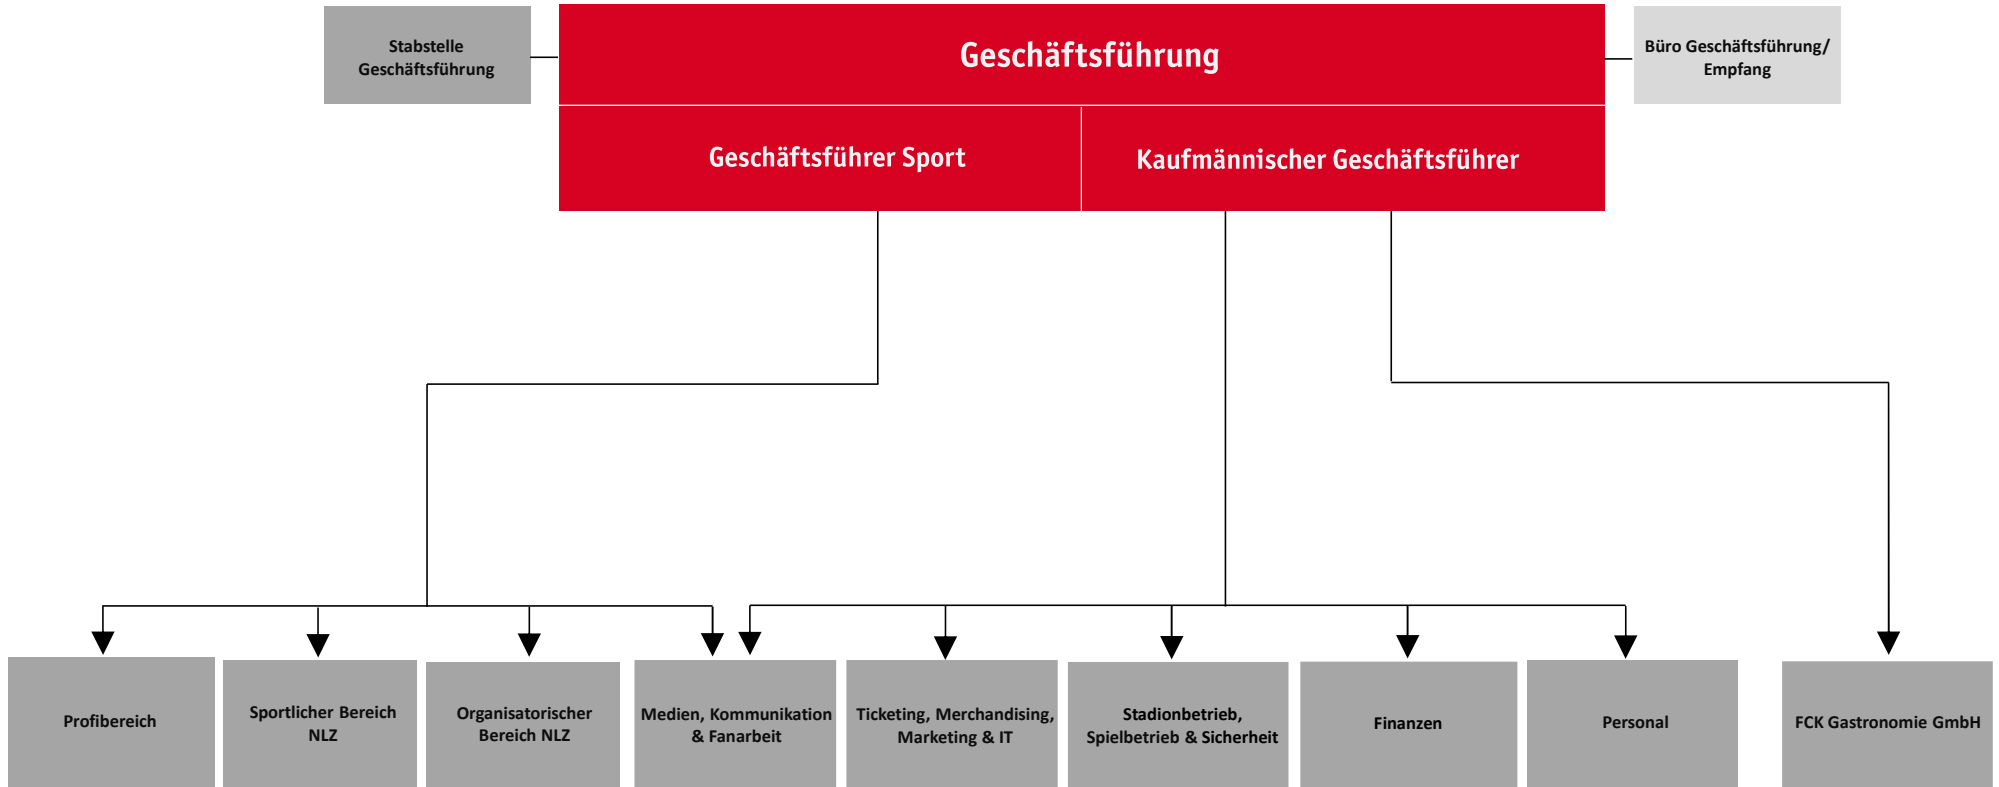 Stabstelle
Geschäftsführung
Geschäftsführung
Büro Geschäftsführung/
Empfang
Geschäftsführer Sport
Kaufmännischer Geschäftsführer
Profibereich
Sportlicher Bereich
NLZ
Organisatorischer
Bereich NLZ
Medien, Kommunikation
& Fanarbeit
Ticketing, Merchandising,
Marketing & IT
Stadionbetrieb,
Spielbetrieb & Sicherheit
Finanzen
Personal
FCK Gastronomie GmbH